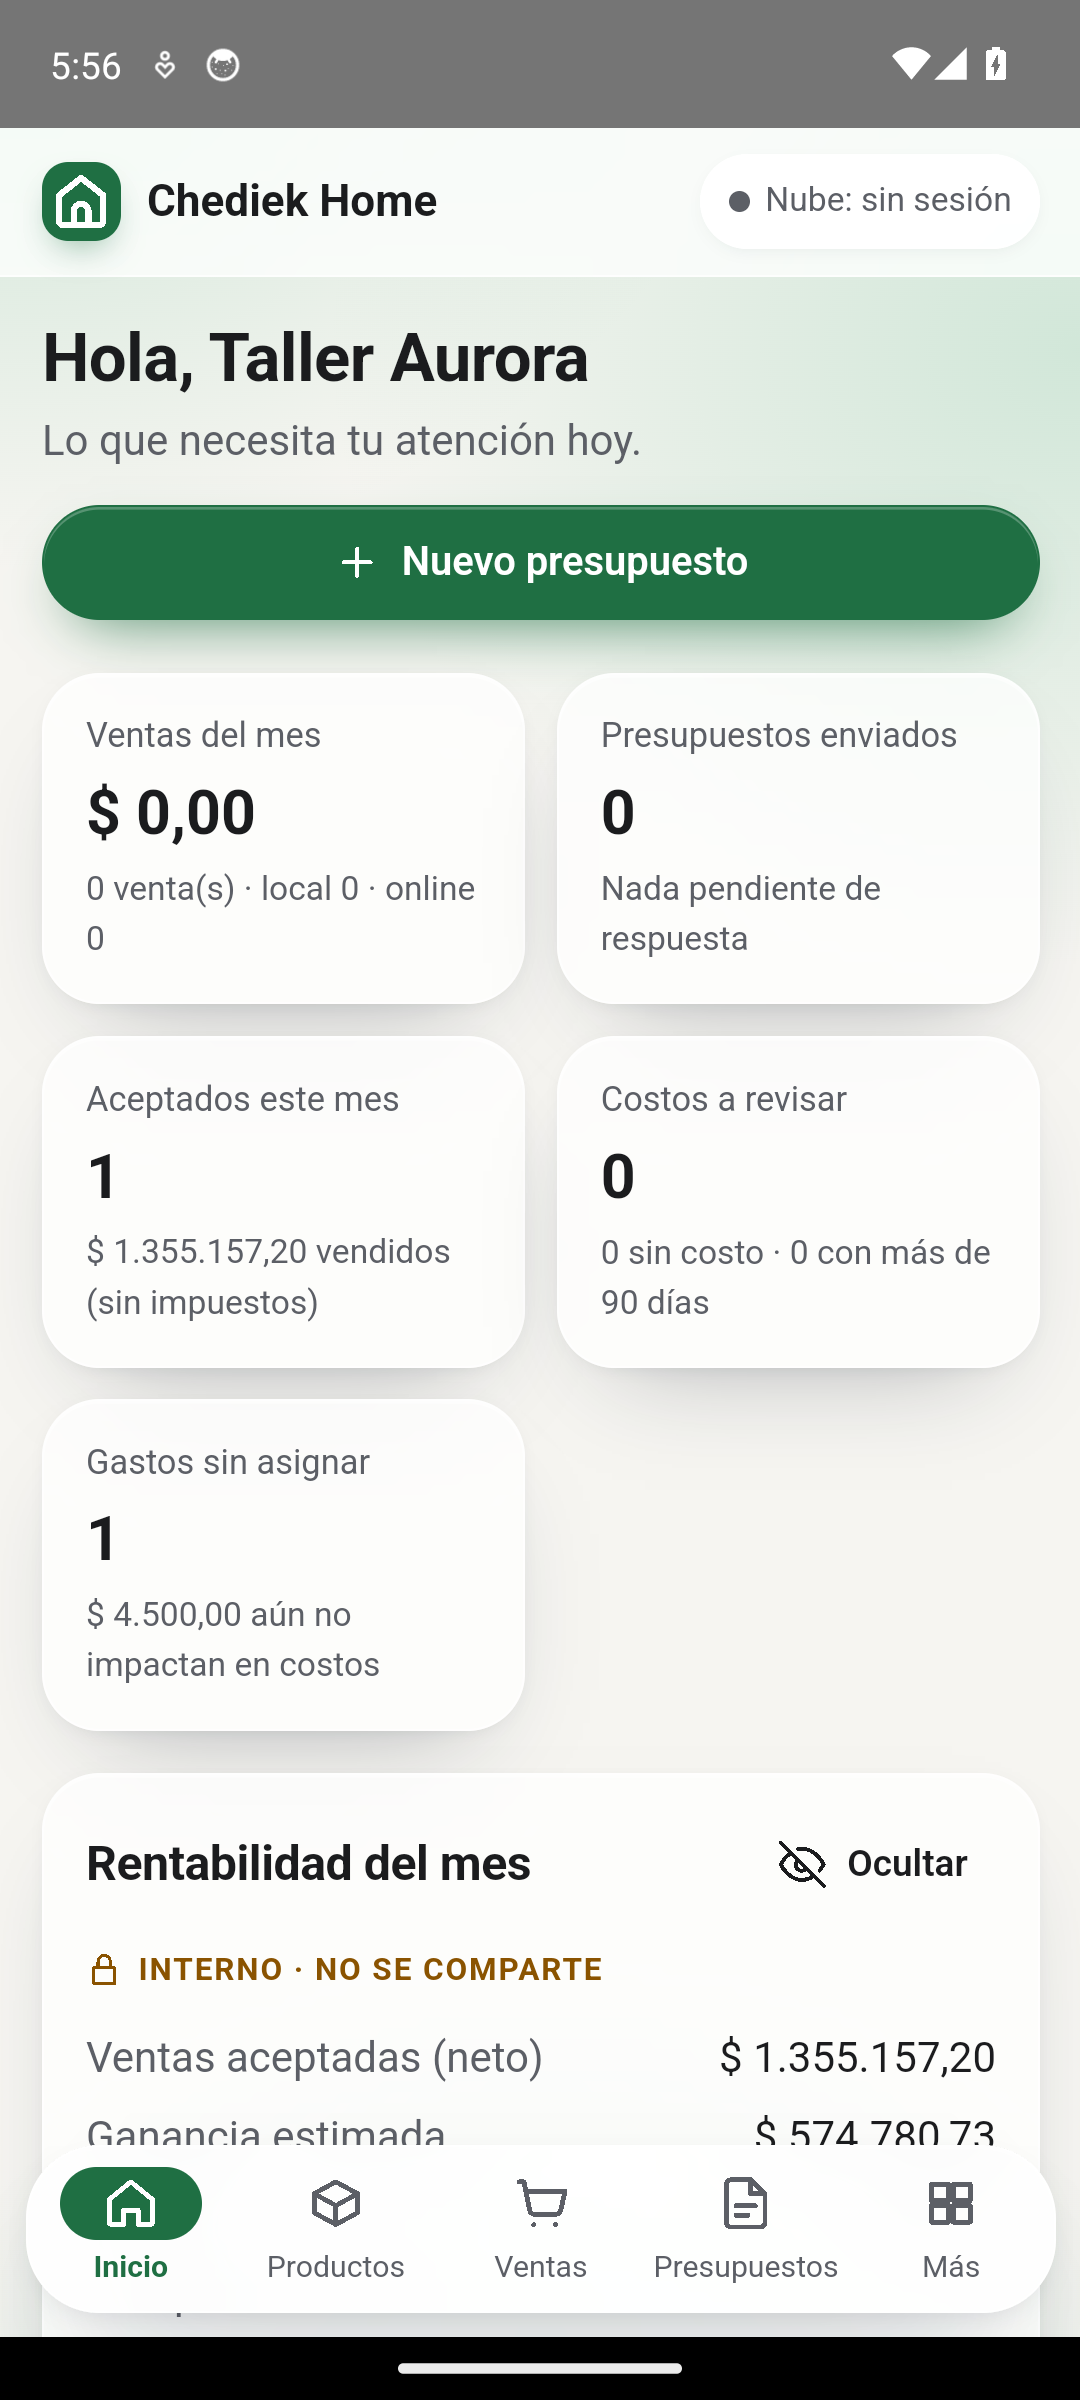 5:56
Chediek Home
Nube: sin sesión
Hola, Taller Aurora
Lo que necesita tu atención hoy.
Nuevo presupuesto
Ventas del mes
$ 0,00
0 venta(s) · local 0 · online
0
Presupuestos enviados
0
Nada pendiente de
respuesta
Aceptados este mes
1
$ 1.355.157,20 vendidos
(sin impuestos)
Costos a revisar
0
0 sin costo · 0 con más de
90 días
Gastos sin asignar
1
$ 4.500,00 aún no
impactan en costos
Rentabilidad del mes
Ocultar
INTERNO · NO SE COMPARTE
Ventas aceptadas (neto)
$ 1.355.157,20
Ganancia estimada
$ 574.780,73
Inicio
Productos
Ventas
Presupuestos
Más